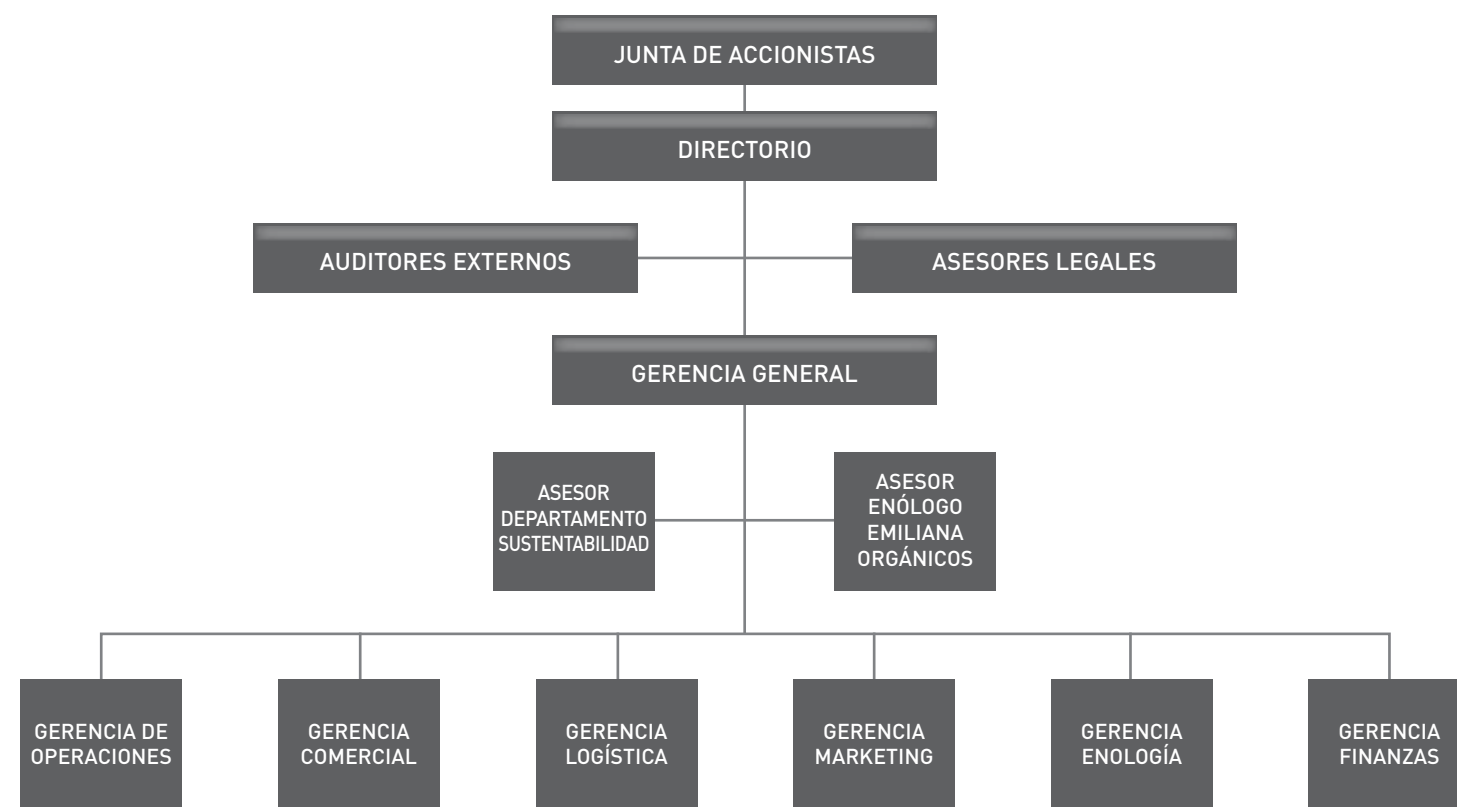 JUNTA DE ACCIONISTAS
DIRECTORIO
AUDITORES EXTERNOS
ASESORES LEGALES
GERENCIA GENERAL
ASESOR
DEPARTAMENTO
SUSTENTABILIDAD
ASESOR
ENÓLOGO
EMILIANA
ORGÁNICOS
GERENCIA DE
OPERACIONES
GERENCIA
COMERCIAL
GERENCIA
LOGÍSTICA
GERENCIA
MARKETING
GERENCIA
ENOLOGÍA
GERENCIA
FINANZAS